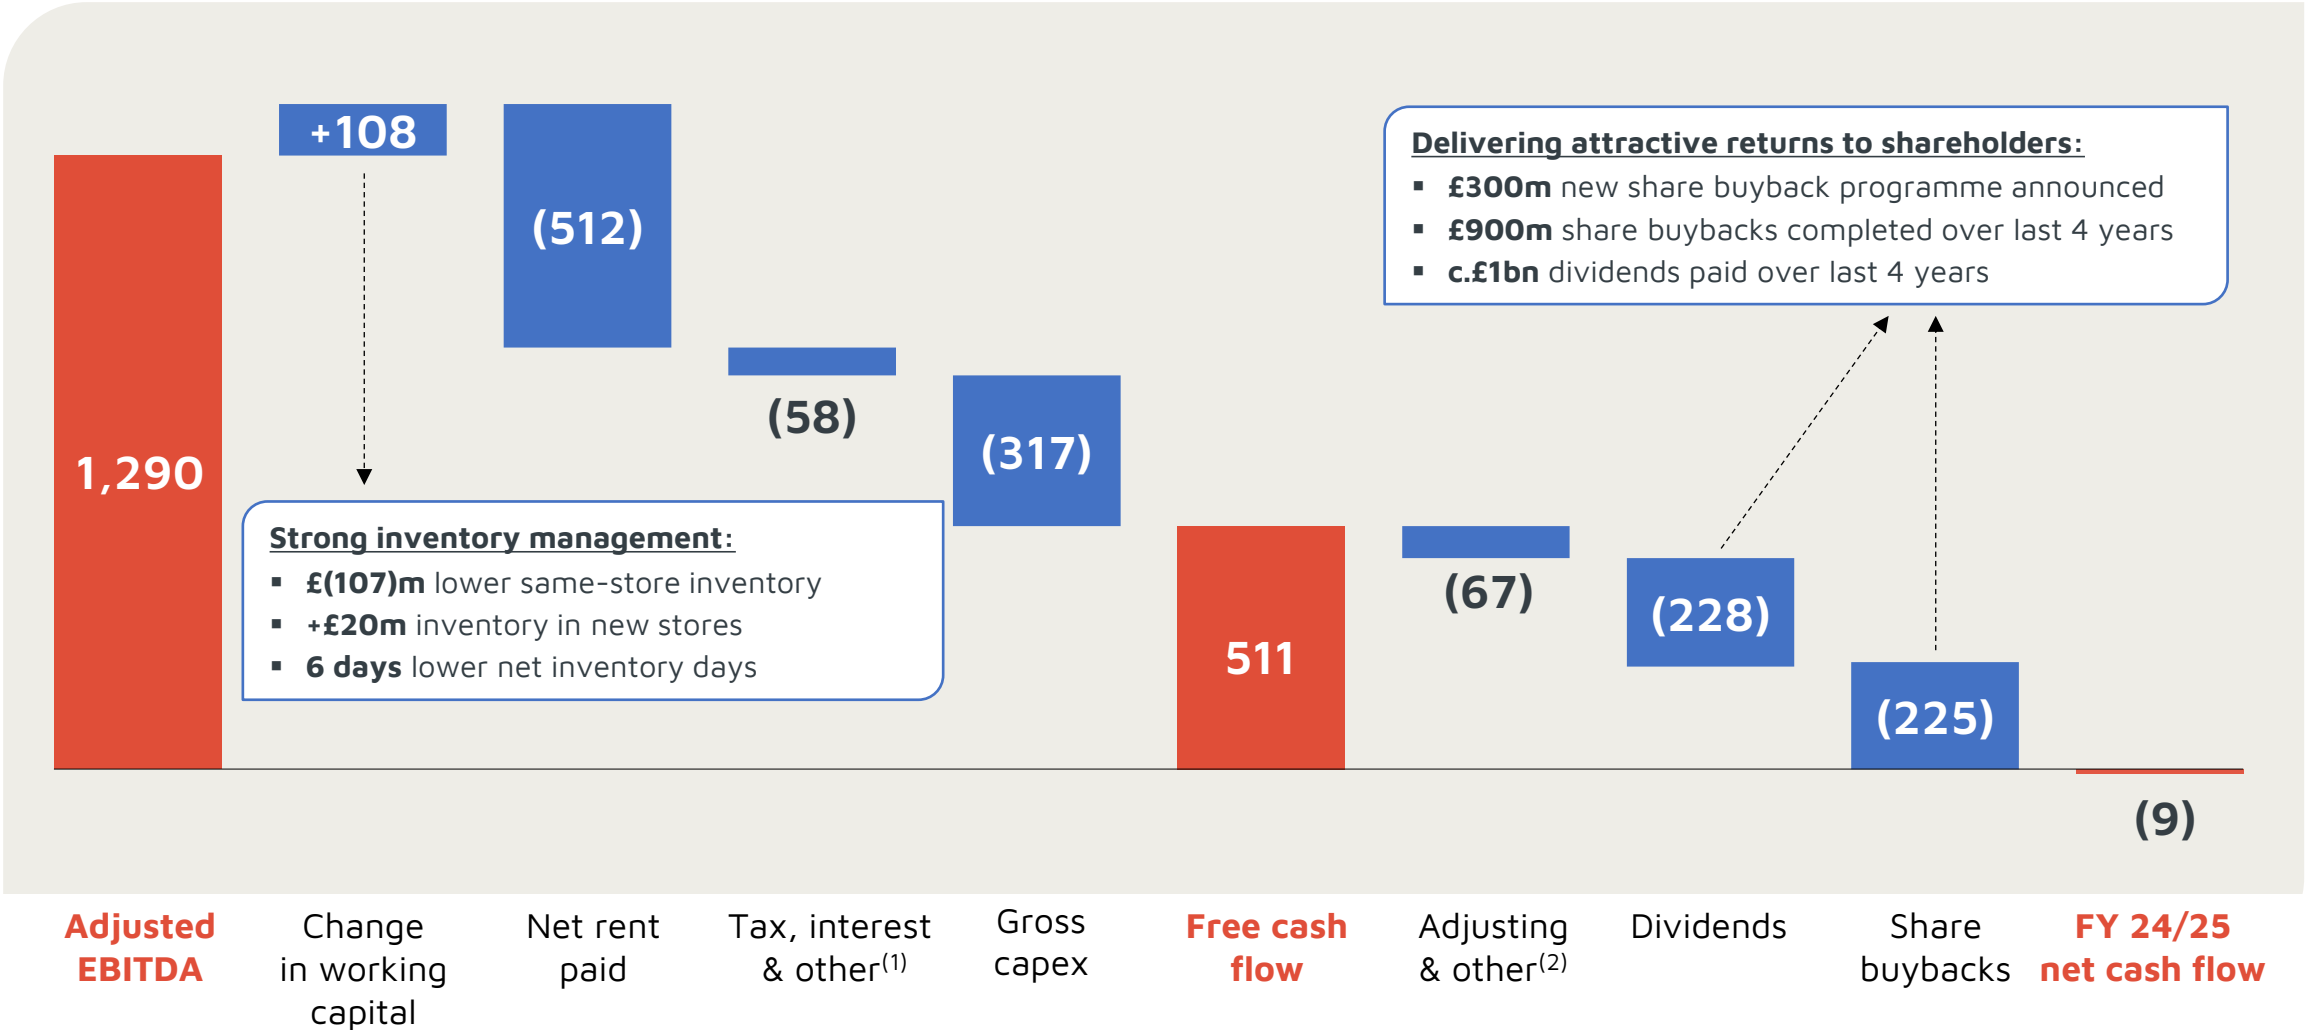 +108
(512)
(58)
(317)
1,290
Strong inventory management:
▪ £(107)m lower same-store inventory
▪ +£20m inventory in new stores
▪ 6 days lower net inventory days
Delivering attractive returns to shareholders:
▪ £300m new share buyback programme announced
▪ £900m share buybacks completed over last 4 years
▪ c.£1bn dividends paid over last 4 years
511
(67)
(228)
(225)
(9)
Adjusted
EBITDA
Change
in working
capital
Net rent
paid
Tax, interest
& other(1)
Gross
capex
Free cash
flow
Adjusting
& other(2)
Dividends
Share
buybacks
FY 24/25
net cash flow